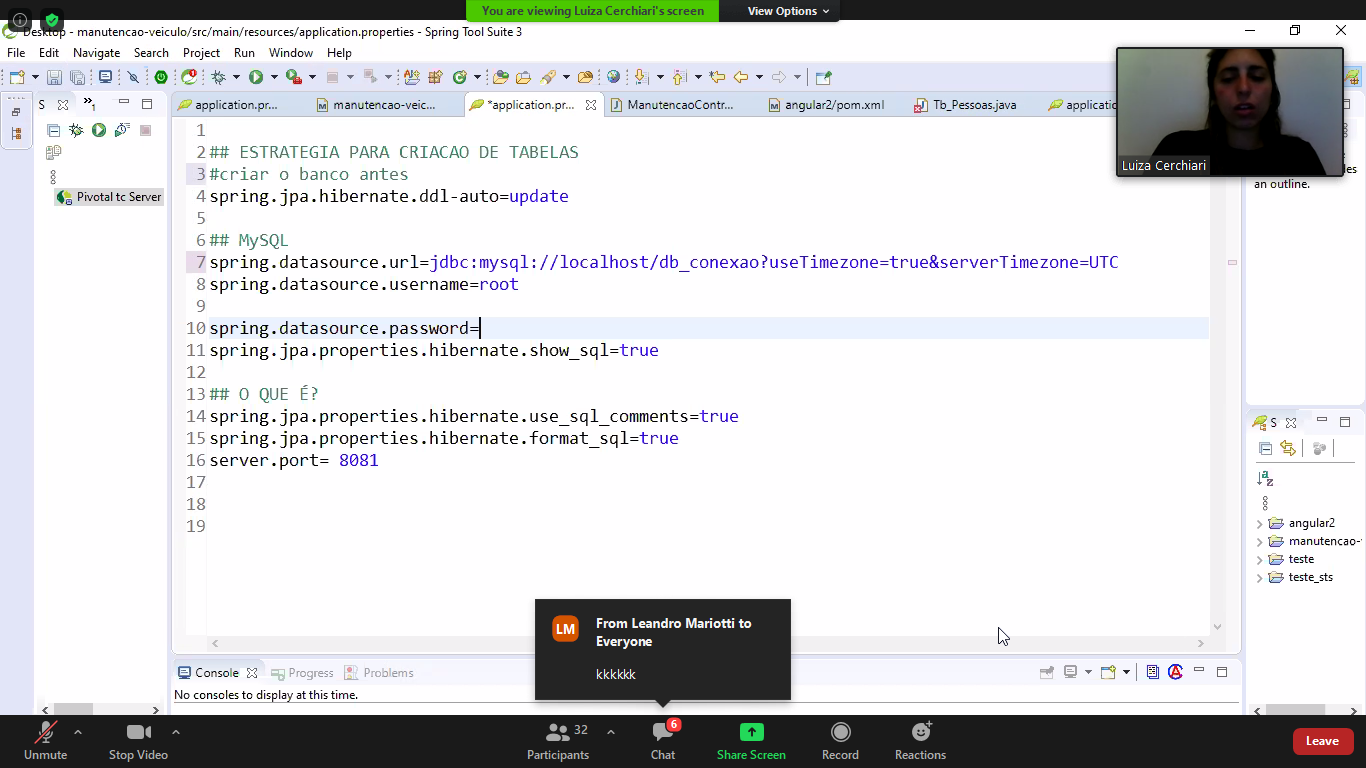 You are viewing Luiza Cerchiari's screen
View Options
Desktop - manutencao-veiculo/src/main/resources/application.properties - Spring Tool Suite 3
File Edit Navigate Search Project Run Window Help
S
»1
application.pr...
manutencao-veic...
*application.pr...
ManutencaoContr...
angular2/pom.xml
Tb_Pessoas.java
applicatio
Luiza Cerchiari
an outline.
Pivotal tc Server
1
2 ## ESTRATEGIA PARA CRIACAO DE TABELAS
3 #criar o banco antes
4 spring.jpa.hibernate.ddl-auto=update
5
6 ## MySQL
7 spring.datasource.url=jdbc:mysql://localhost/db_conexao?useTimezone=true&serverTimezone=UTC
8 spring.datasource.username=root
9
10 spring.datasource.password=
11 spring.jpa.properties.hibernate.show_sql=true
12
13 ## O QUE É?
14 spring.jpa.properties.hibernate.use_sql_comments=true
15 spring.jpa.properties.hibernate.format_sql=true
16 server.port= 8081
17
18
19
S
angular2
manutencao-
teste
teste_sts
LM
From Leandro Mariotti to
Everyone
kkkkkk
Console Progress Problems
No consoles to display at this time.
Unmute
Stop Video
Participants
32
Chat
6
Share Screen
Record
Reactions
Leave